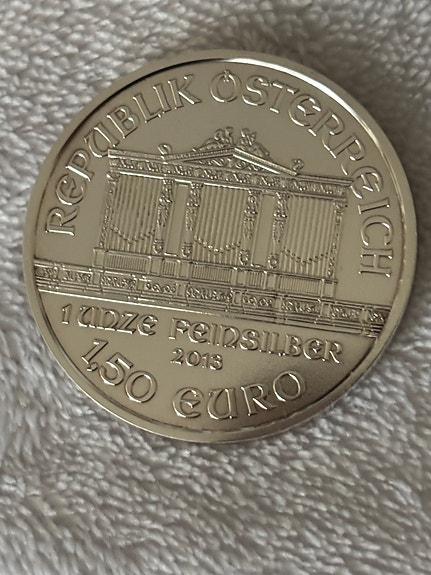 REPUBLIK ÖSTERREICH
1 UNZE FEINSILBER
2013
1,50 EURO